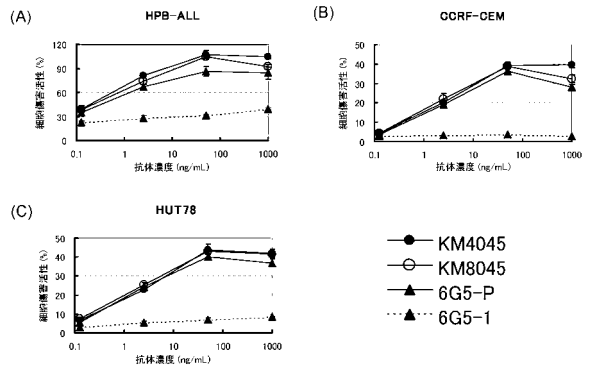 (A)
HPB-ALL
細胞傷害活性 (%)
120
90
60
30
0
0.1
1
10
100
1000
抗体濃度 (ng/mL)
(B)
CCRF-CEM
細胞傷害活性 (%)
50
40
30
20
10
0
0.1
1
10
100
1000
抗体濃度 (ng/mL)
(C)
HUT78
細胞傷害活性 (%)
50
40
30
20
10
0
0.1
1
10
100
1000
抗体濃度 (ng/mL)
KM4045
KM8045
6G5-P
6G5-1